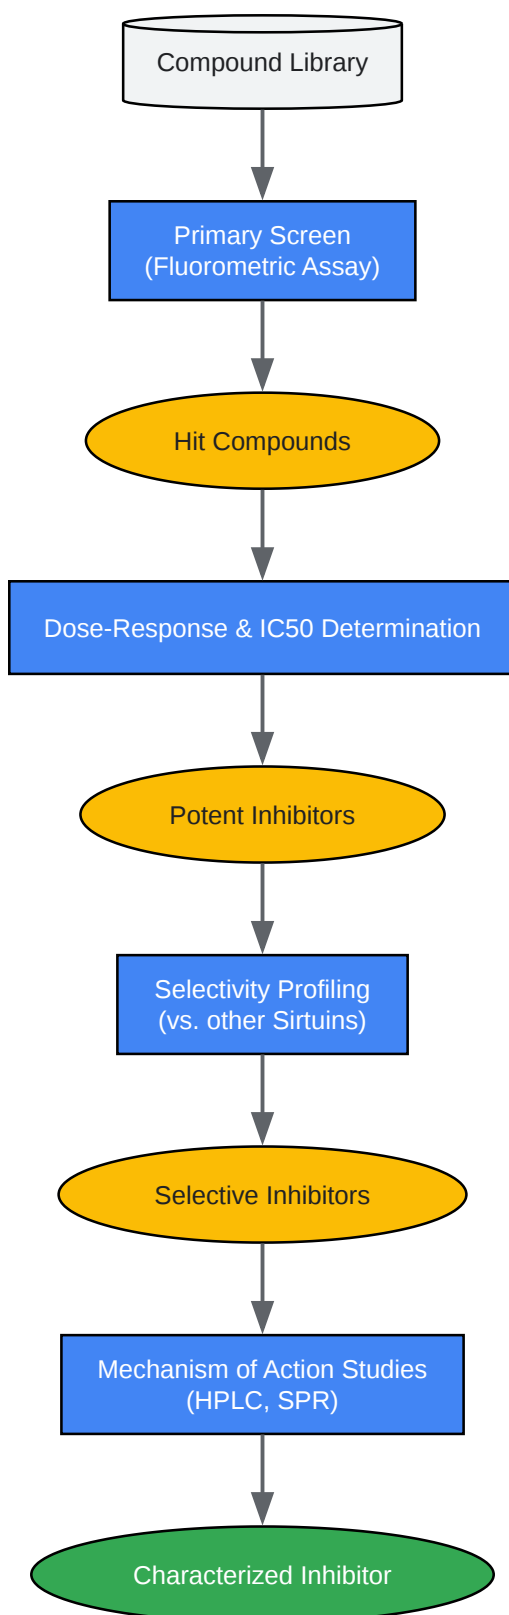 Compound Library
Primary Screen
(Fluorometric Assay)
Hit Compounds
Dose-Response & IC50 Determination
Potent Inhibitors
Selectivity Profiling
(vs. other Sirtuins)
Selective Inhibitors
Mechanism of Action Studies
(HPLC, SPR)
Characterized Inhibitor